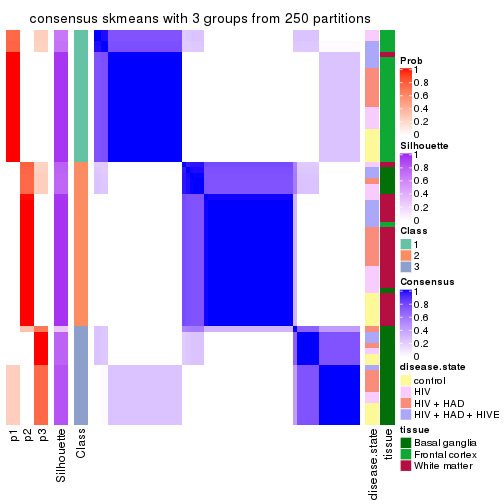 consensus skmeans with 3 groups from 250 partitions
Prob
1
0.8
0.6
0.4
0.2
0
Silhouette
1
0.8
0.6
0.4
0.2
0
Class
1
2
3
Consensus
1
0.8
0.6
0.4
0.2
0
disease.state
control
HIV
HIV + HAD
HIV + HAD + HIVE
tissue
Basal ganglia
Frontal cortex
White matter
p1
p2
p3
Silhouette
Class
disease.state
tissue